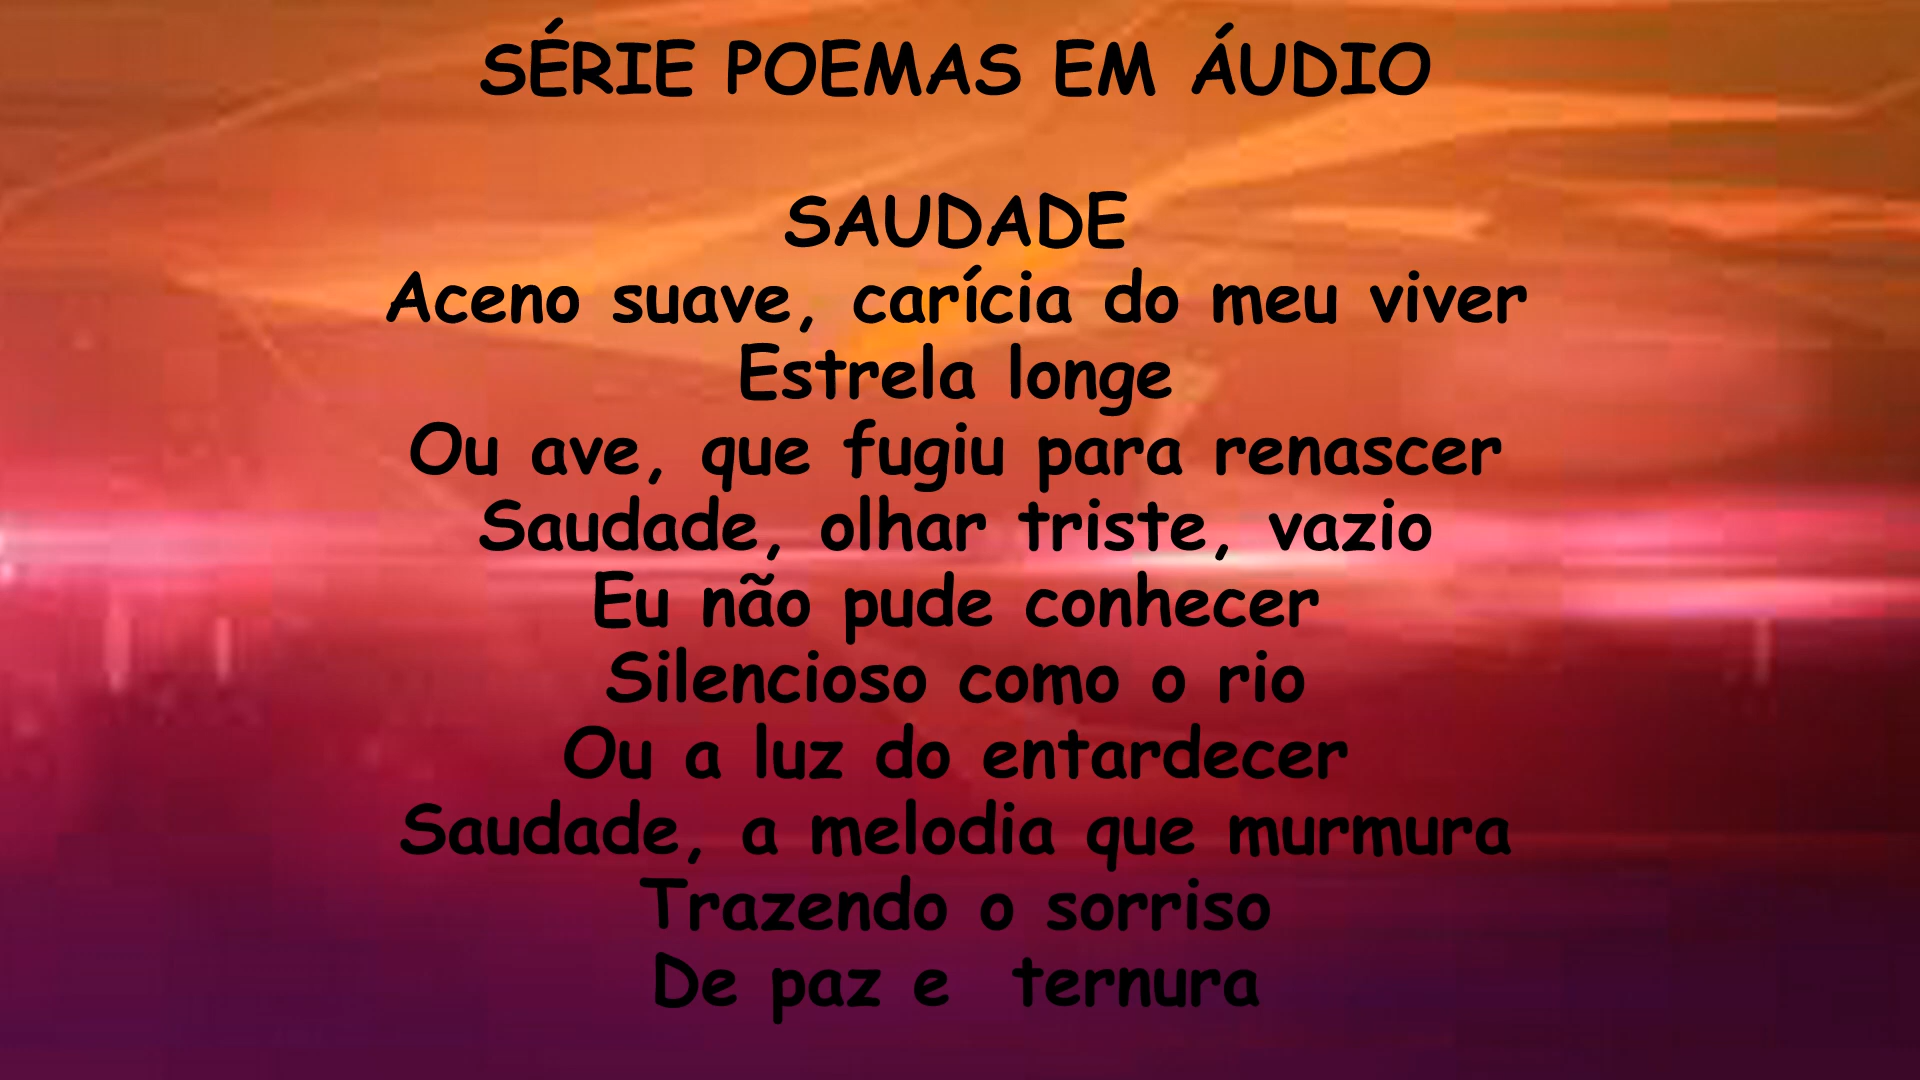 SÉRIE POEMAS EM ÁUDIO
SAUDADE
Aceno suave, carícia do meu viver
Estrela longe
Ou ave, que fugiu para renascer
Saudade, olhar triste, vazio
Eu não pude conhecer
Silencioso como o rio
Ou a luz do entardecer
Saudade, a melodia que murmura
Trazendo o sorriso
De paz e  ternura